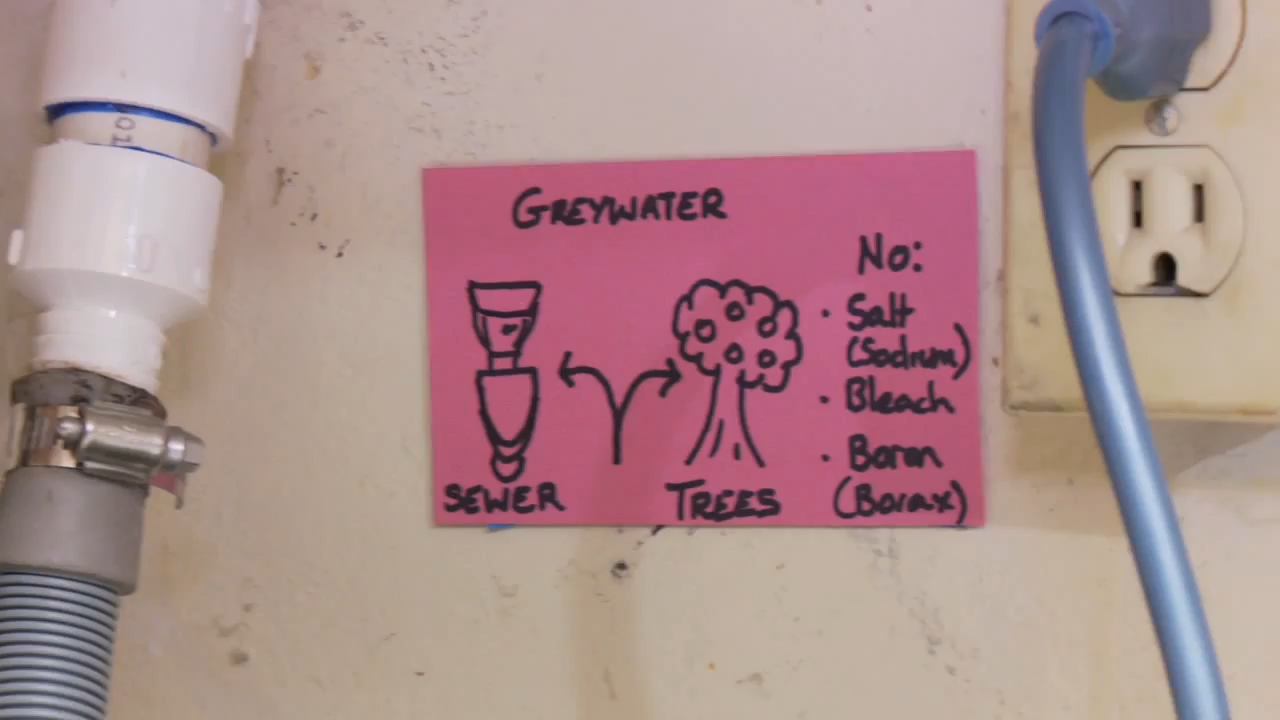 GREYWATER
No:
• Salt
(Sodium)
• Bleach
• Boron
(Borax)
SEWER
TREES